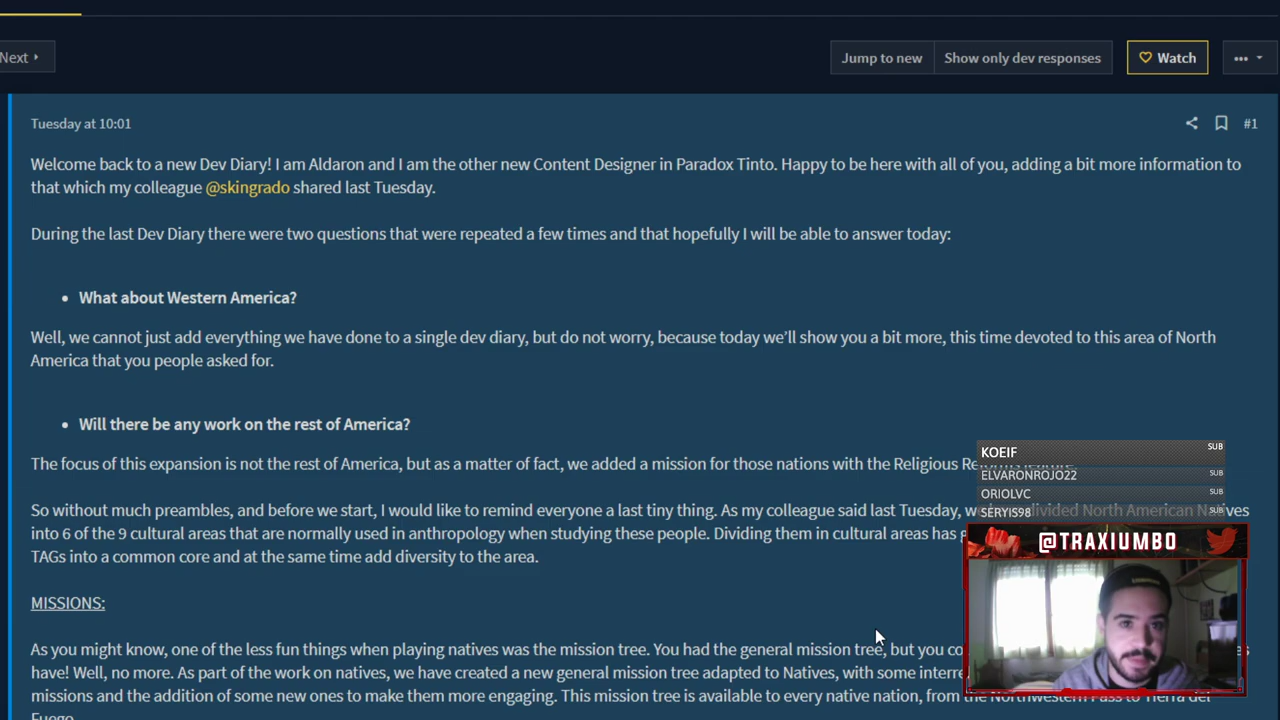 Next
Jump to new
Show only dev responses
Watch
Tuesday at 10:01
#1
Welcome back to a new Dev Diary! I am Aldaron and I am the other new Content Designer in Paradox Tinto. Happy to be here with all of you, adding a bit more information to
that which my colleague @skingrado shared last Tuesday.
During the last Dev Diary there were two questions that were repeated a few times and that hopefully I will be able to answer today:
• What about Western America?
Well, we cannot just add everything we have done to a single dev diary, but do not worry, because today we'll show you a bit more, this time devoted to this area of North
America that you people asked for.
• Will there be any work on the rest of America?
The focus of this expansion is not the rest of America, but as a matter of fact, we added a mission for those nations with the Religious
So without much preambles, and before we start, I would like to remind everyone a last tiny thing. As my colleague said last Tuesday, divided North American Natives
into 6 of the 9 cultural areas that are normally used in anthropology when studying these people. Dividing them in cultural areas has
TAGs into a common core and at the same time add diversity to the area.
MISSIONS:
As you might know, one of the less fun things when playing natives was the mission tree. You had the general mission tree, but you
have! Well, no more. As part of the work on natives, we have created a new general mission tree adapted to Natives, with some
missions and the addition of some new ones to make them more engaging. This mission tree is available to every native nation, from the Northwestern Pass to Tierra del
Fuego
KOEIF SUB
ELVARONROJO22 SUB
ORIOLVC SUB
SERYIS98 SUB
@TRAXIUMBO